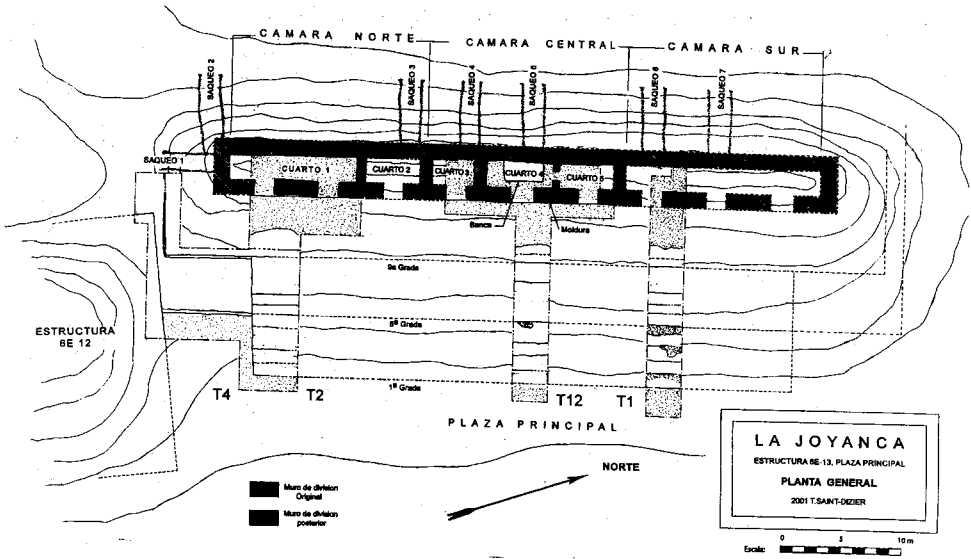 CAMARA NORTE
CAMARA CENTRAL
CAMARA SUR
SAQUEO 2
SAQUEO 3
SAQUEO 4
SAQUEO 5
SAQUEO 6
SAQUEO 7
SAQUEO 1
CUARTO 1
CUARTO 2
CUARTO 3
CUARTO 4
CUARTO 5
Banca
Moldura
9a Grada
ESTRUCTURA
6E 12
5ª Grada
1ª Grada
T4
T2
T12
T1
PLAZA PRINCIPAL
NORTE
Muro de division
Original
Muro de division
posterior
LA JOYANCA
ESTRUCTURA 6E-13, PLAZA PRINCIPAL
PLANTA GENERAL
2001 T.SAINT-DIZIER
Escala:
0 5 10 m